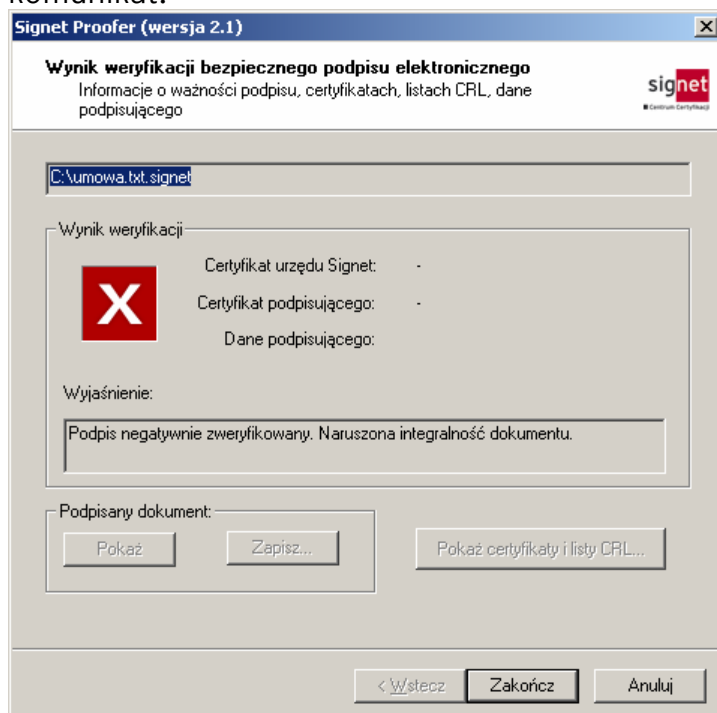 komunikat:
Signet Proofer (wersja 2.1)
Wynik weryfikacji bezpiecznego podpisu elektronicznego
Informacje o ważności podpisu, certyfikatach, listach CRL, dane
podpisującego
signet
Centrum Certyfikacji
C:\umowa.txt.signet
Wynik weryfikacji
X
Certyfikat urzędu Signet: -
Certyfikat podpisującego: -
Dane podpisującego:
Wyjaśnienie:
Podpis negatywnie zweryfikowany. Naruszona integralność dokumentu.
Podpisany dokument:
Pokaż Zapisz... Pokaż certyfikaty i listy CRL...
< Wstecz Zakończ Anuluj